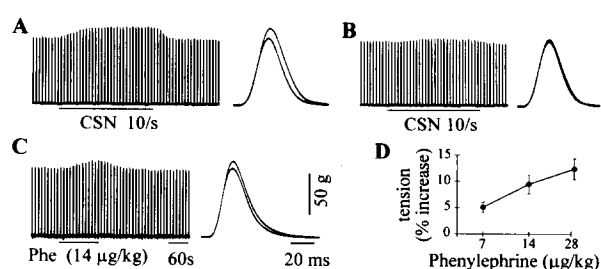 A
B
CSN 10/s
CSN 10/s
C
D
50 g
Phe (14 µg/kg)
60s
20 ms
tension
(% increase)
15
10
5
0
7 14 28
Phenylephrine (µg/kg)